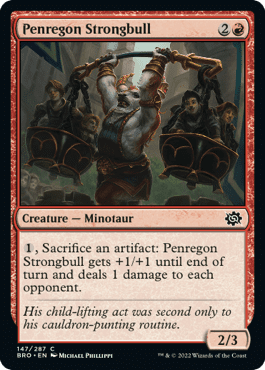 Penregon Strongbull 2
Creature — Minotaur
1, Sacrifice an artifact: Penregon
Strongbull gets +1/+1 until end of
turn and deals 1 damage to each
opponent.
His child-lifting act was second only to
his cauldron-punting routine.
2/3
147/287 C
BRO • EN MICHAEL PHILLIPPI
™ & © 2022 Wizards of the Coast